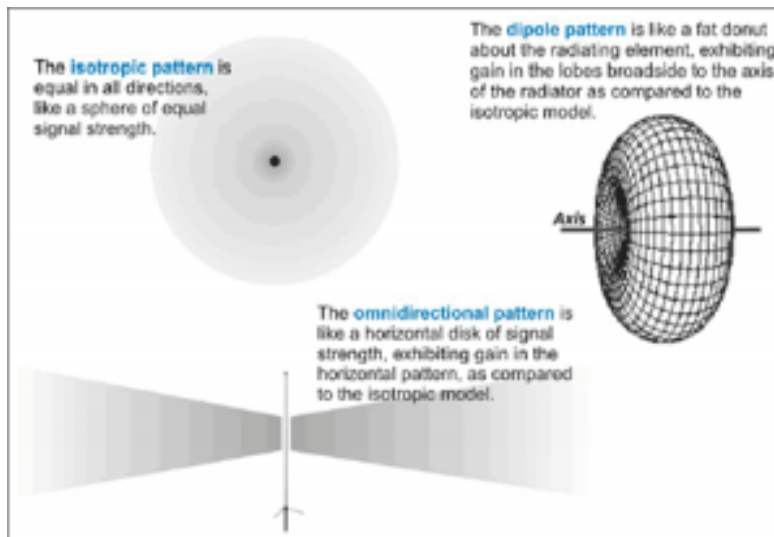 The isotropic pattern is
equal in all directions,
like a sphere of equal
signal strength.
The dipole pattern is like a fat donut
about the radiating element, exhibiting
gain in the lobes broadside to the axis
of the radiator as compared to the
isotropic model.
Axis
The omnidirectional pattern is
like a horizontal disk of signal
strength, exhibiting gain in the
horizontal pattern, as compared
to the isotropic model.